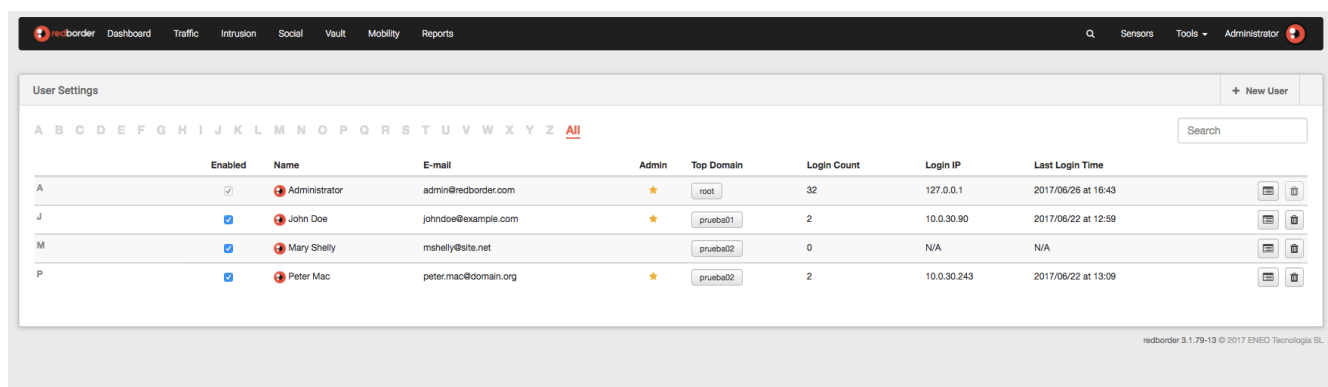 redborder Dashboard Traffic Intrusion Social Vault Mobility Reports Sensors Tools Administrator
User Settings + New User
A B C D E F G H I J K L M N O P Q R S T U V W X Y Z All Search
Enabled Name E-mail Admin Top Domain Login Count Login IP Last Login Time
A Administrator admin@redborder.com root 32 127.0.0.1 2017/06/26 at 16:43
J John Doe johndoe@example.com prueba01 2 10.0.30.90 2017/06/22 at 12:59
M Mary Shelly mshelly@site.net prueba02 0 N/A N/A
P Peter Mac peter.mac@domain.org prueba02 2 10.0.30.243 2017/06/22 at 13:09
redborder 3.1.79-13 © 2017 ENEO Tecnologia SL